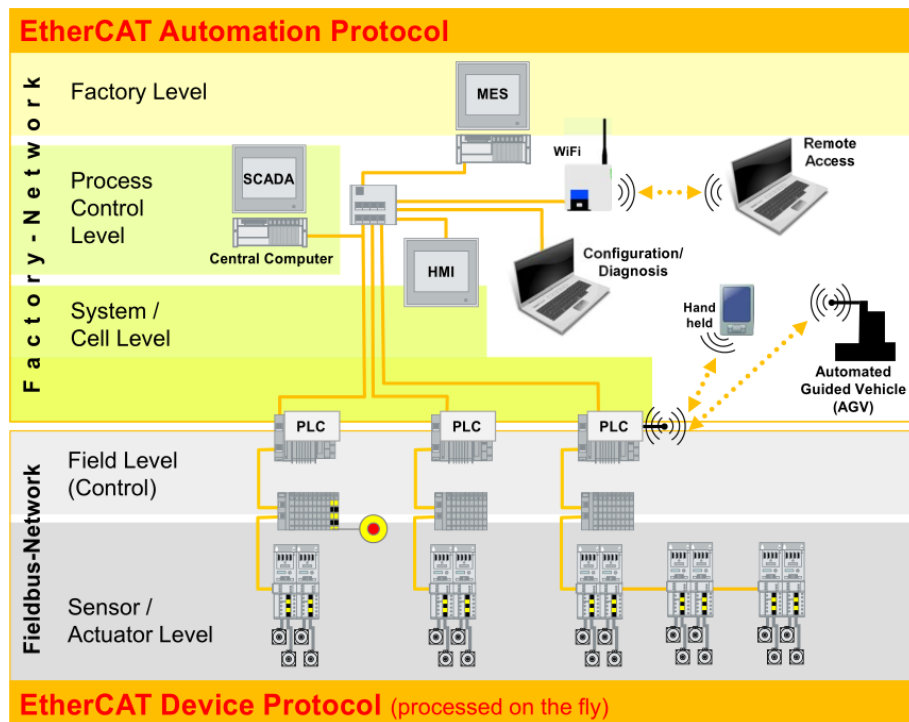 EtherCAT Automation Protocol
Factory-Network
Factory Level
MES
WiFi
Remote
Access
Process
Control
Level
SCADA
Central Computer
HMI
Configuration/
Diagnosis
System /
Cell Level
Hand
held
Automated
Guided Vehicle
(AGV)
PLC
PLC
PLC
Fieldbus-Network
Field Level
(Control)
Sensor /
Actuator Level
EtherCAT Device Protocol (processed on the fly)